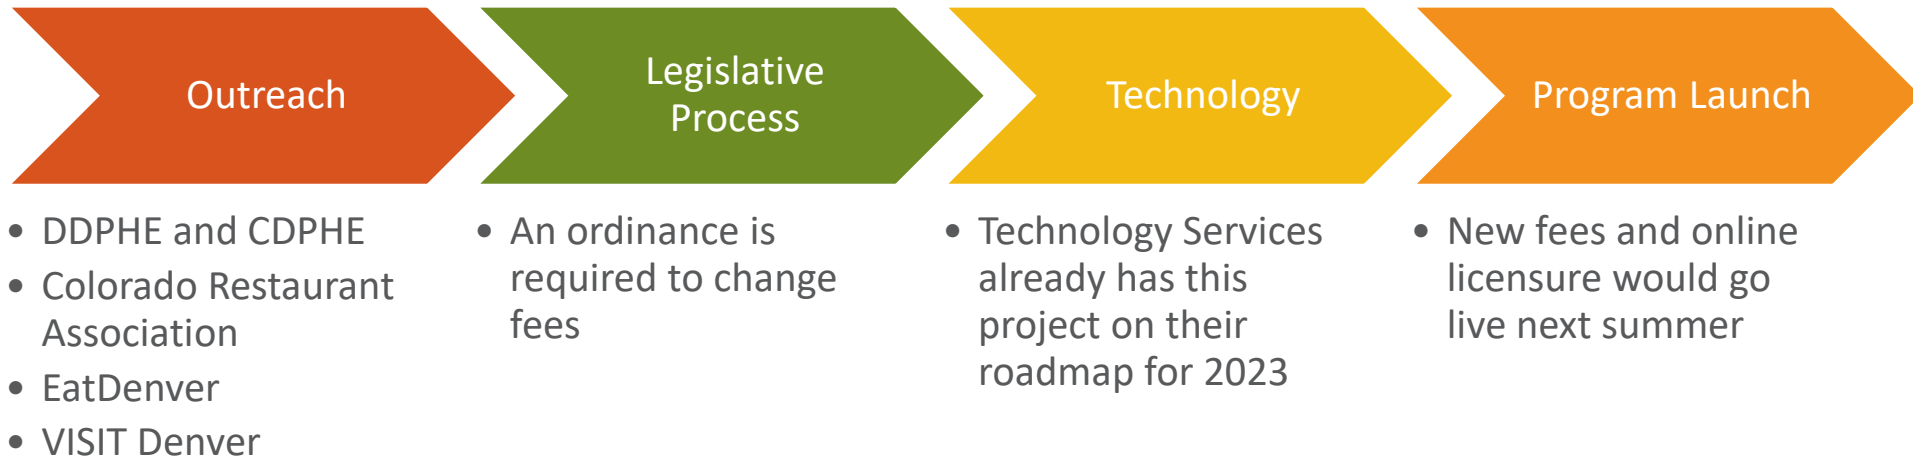 Outreach
• DDPHE and CDPHE
• Colorado Restaurant
Association
• EatDenver
• VISIT Denver
Legislative
Process
• An ordinance is
required to change
fees
Technology
• Technology Services
already has this
project on their
roadmap for 2023
Program Launch
• New fees and online
licensure would go
live next summer